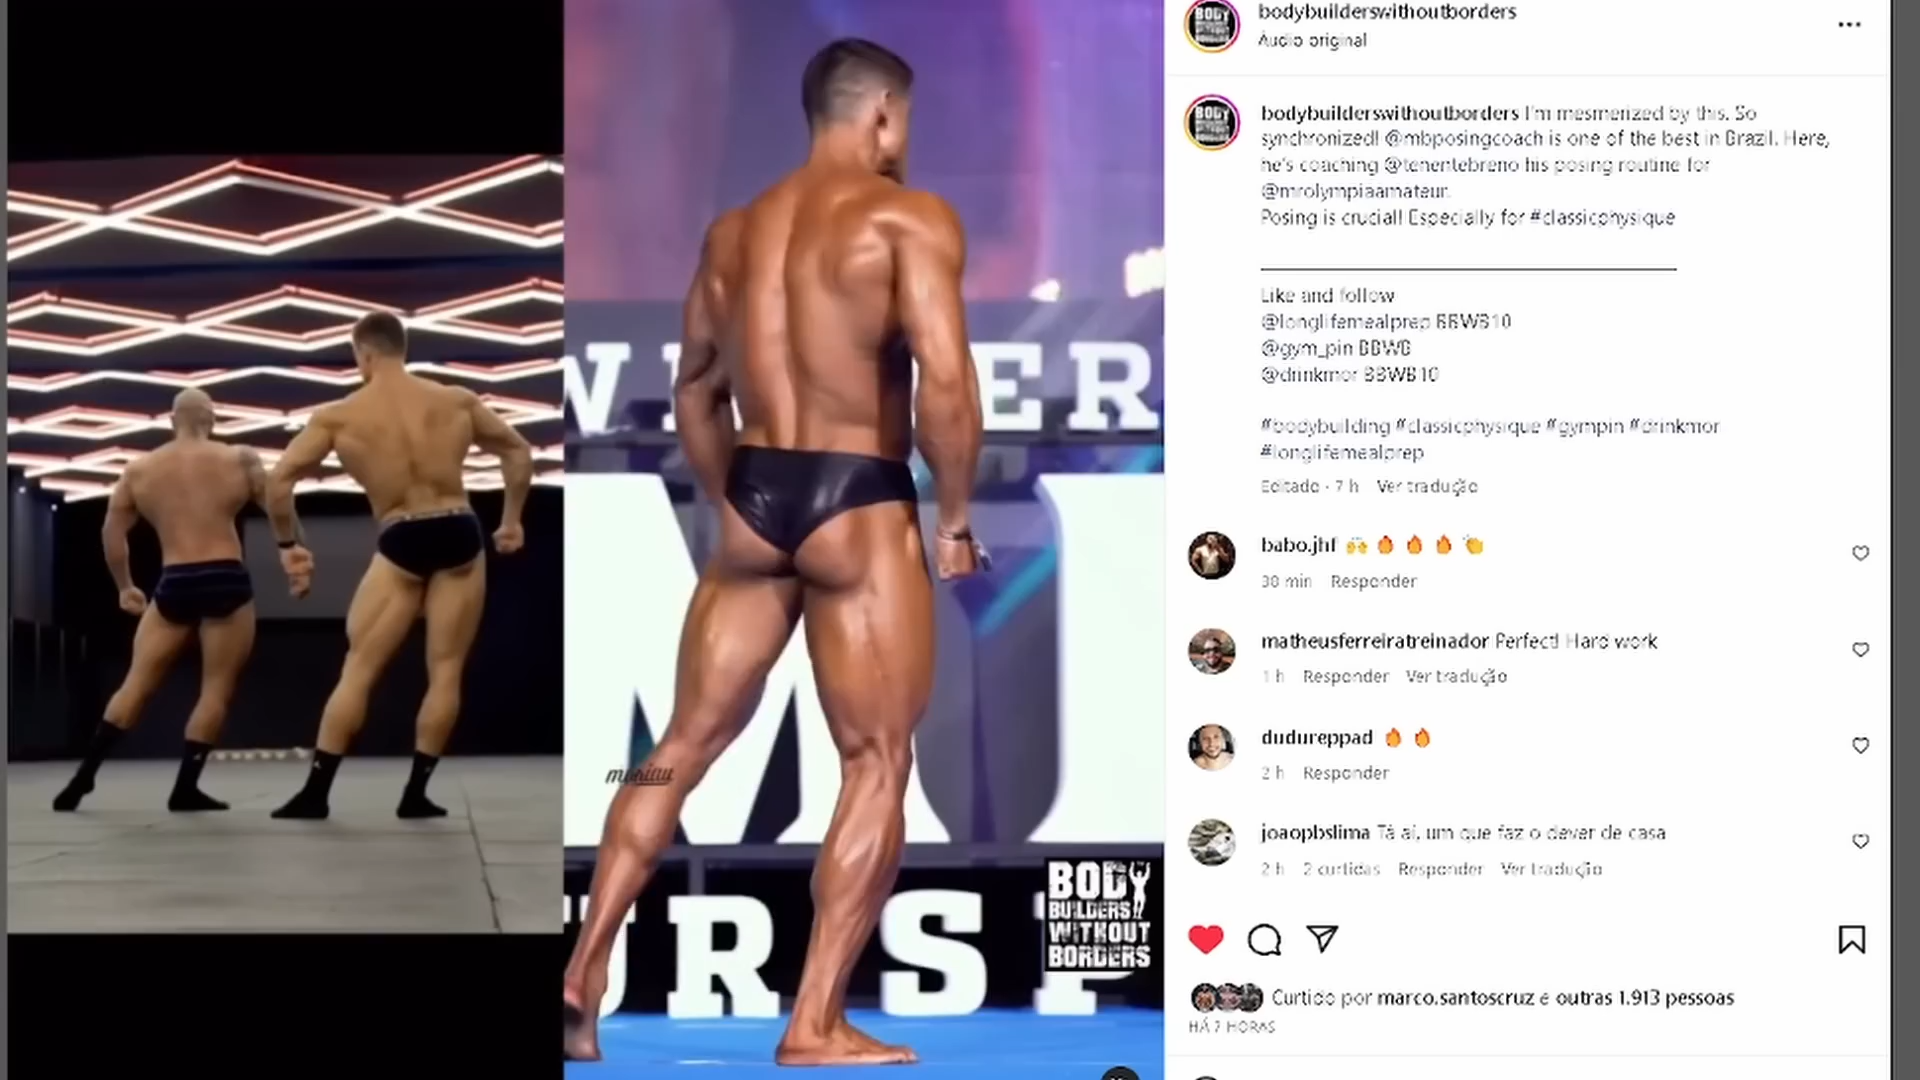 bodybuilderswithoutborders
Áudio original
bodybuilderswithoutborders I'm mesmerized by this. So
synchronized! @mbposingcoach is one of the best in Brazil. Here,
he's coaching @tenentebreno his posing routine for
@mrolympiaamateur.
Posing is crucial! Especially for #classicphysique
Like and follow
@longlifemealprep BBWB10
@gym_pin BBWB
@drinkmor BBWB10
#bodybuilding #classicphysique #gympin #drinkmor
#longlifemealprep
Editado · 7 h Ver tradução
babo.jhf 🙌 🔥 🔥 🔥 👏
38 min Responder
matheusferreiratreinador Perfect! Hard work
1 h Responder Ver tradução
dudureppad 🔥 🔥
2 h Responder
joaopbslima Tá aí, um que faz o dever de casa
2 h 2 curtidas Responder Ver tradução
Curtido por marco.santoscruz e outras 1.913 pessoas
HÁ 7 HORAS
ER
M
UR S
BODY
BUILDERS
WITHOUT
BORDERS